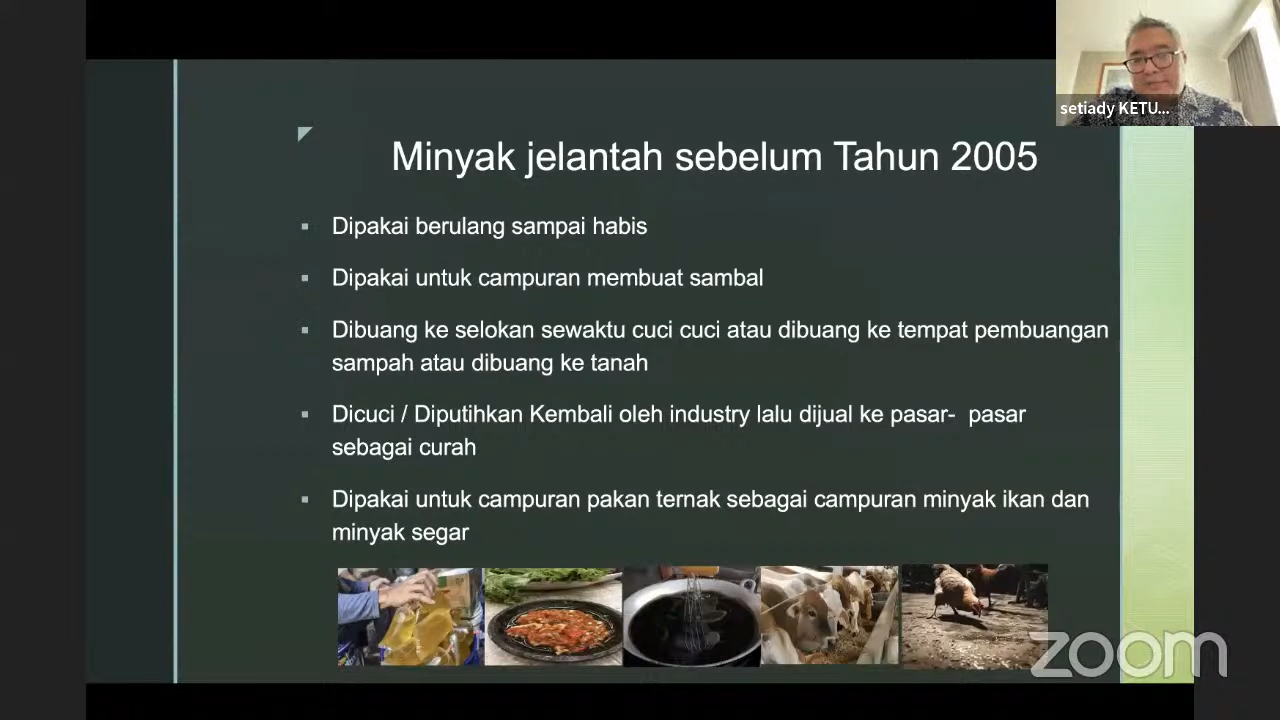 setiady KETU...
Minyak jelantah sebelum Tahun 2005
Dipakai berulang sampai habis
Dipakai untuk campuran membuat sambal
Dibuang ke selokan sewaktu cuci cuci atau dibuang ke tempat pembuangan
sampah atau dibuang ke tanah
Dicuci / Diputihkan Kembali oleh industry lalu dijual ke pasar- pasar
sebagai curah
Dipakai untuk campuran pakan ternak sebagai campuran minyak ikan dan
minyak segar
zoom